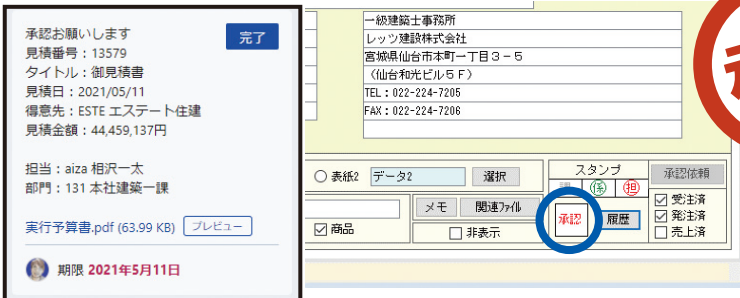 承認お願いします
完了
見積番号：13579
タイトル：御見積書
見積日：2021/05/11
得意先：ESTE エステート住建
見積金額：44,459,137円
担当：aiza 相沢一太
部門：131 本社建築一課
実行予算書.pdf (63.99 KB) プレビュー
期限 2021年5月11日
一級建築士事務所
レッツ建設株式会社
宮城県仙台市本町一丁目３－５
（仙台和光ビル５Ｆ）
TEL：022-224-7205
FAX：022-224-7206
表紙2 データ2 選択
スタンプ
係 担
承認依頼
メモ 関連ファイル
承認 履歴
受注済
発注済
売上済
商品
非表示